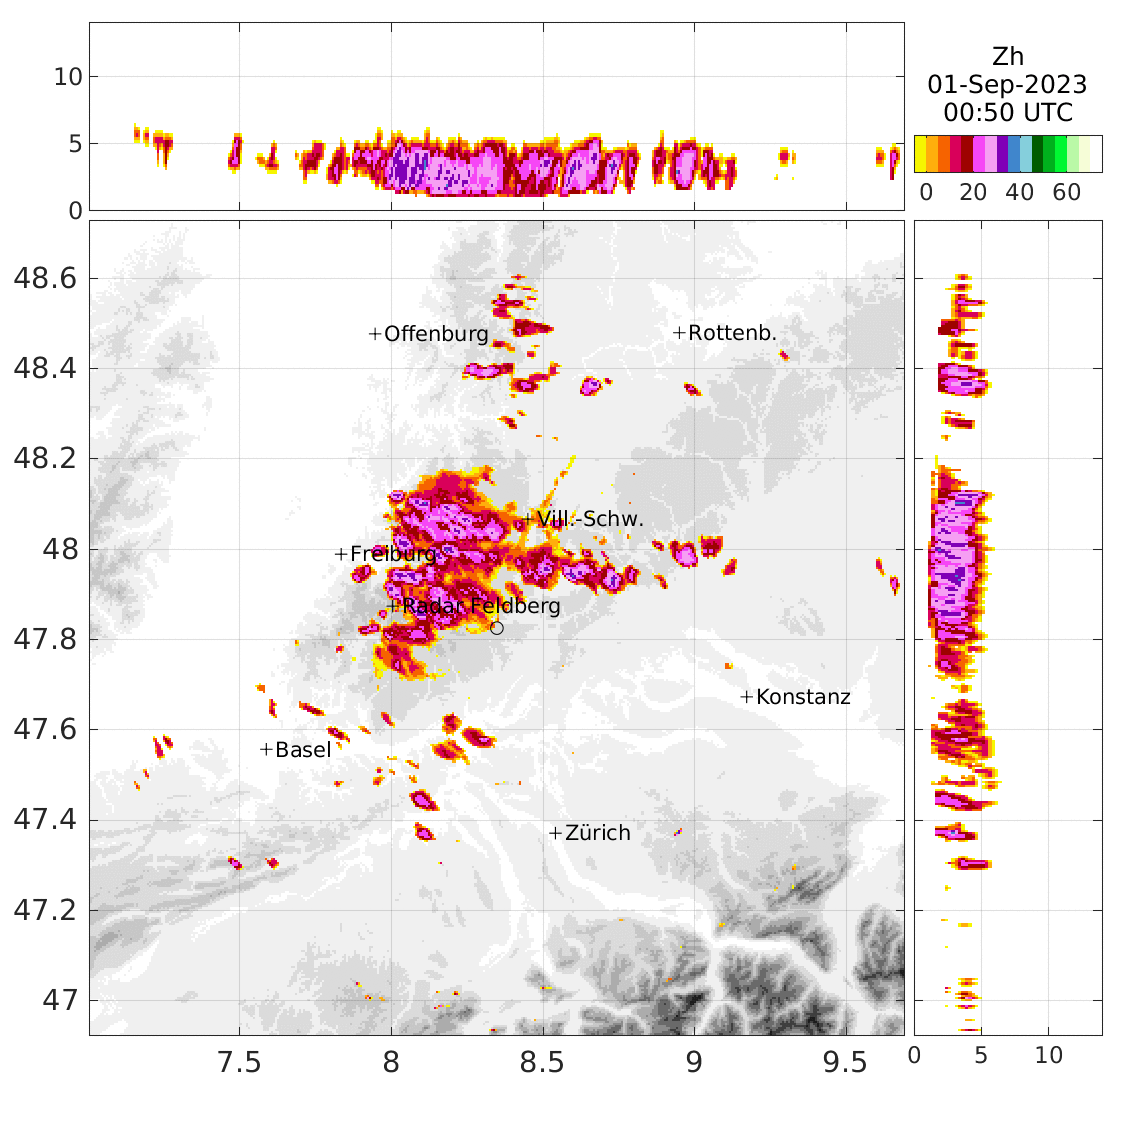 Zh
01-Sep-2023
00:50 UTC
0 20 40 60
10
5
0
48.6
48.4
48.2
48
47.8
47.6
47.4
47.2
47
+Offenburg
+Rottenb.
+Vill.-Schw.
+Freiburg
+Radar Feldberg
+Konstanz
+Basel
+Zürich
7.5 8 8.5 9 9.5
0 5 10